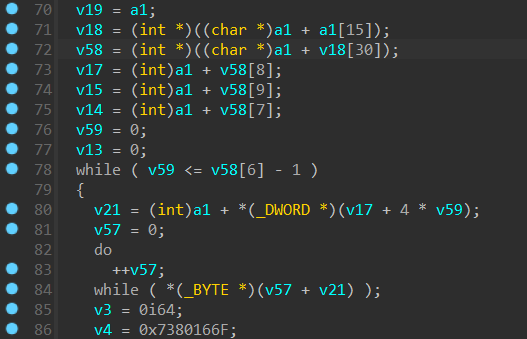 70 v19 = a1;
71 v18 = (int *)((char *)a1 + a1[15]);
72 v58 = (int *)((char *)a1 + v18[30]);
73 v17 = (int)a1 + v58[8];
74 v15 = (int)a1 + v58[9];
75 v14 = (int)a1 + v58[7];
76 v59 = 0;
77 v13 = 0;
78 while ( v59 <= v58[6] - 1 )
79 {
80 v21 = (int)a1 + *(_DWORD *)(v17 + 4 * v59);
81 v57 = 0;
82 do
83 ++v57;
84 while ( *(_BYTE *)(v57 + v21) );
85 v3 = 0i64;
86 v4 = 0x7380166F;